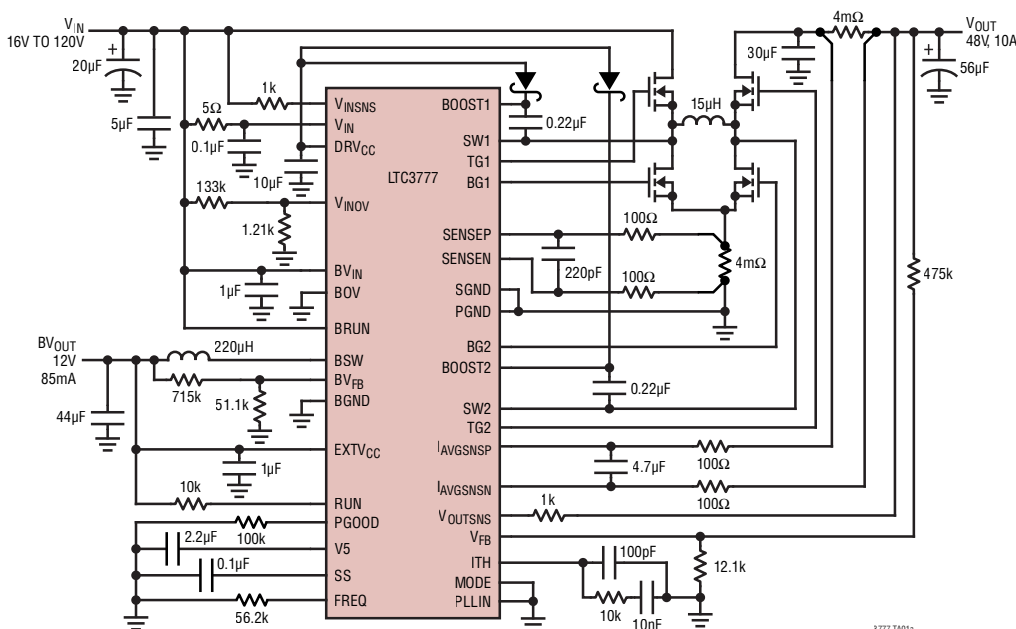 VIN
16V TO 120V
20µF
5µF
1k
5Ω
0.1µF
10µF
133k
1.21k
1µF
BVOUT
12V
85mA
220µH
715k
51.1k
44µF
1µF
10k
100k
2.2µF
0.1µF
56.2k
VINSNS
VIN
DRVCC
VINOV
BVIN
BOV
BRUN
BSW
BVFB
BGND
EXTVCC
RUN
PGOOD
V5
SS
FREQ
LTC3777
BOOST1
SW1
TG1
BG1
SENSEP
SENSEN
SGND
PGND
BG2
BOOST2
SW2
TG2
IAVGSNSP
IAVGSNSN
VOUTSNS
VFB
ITH
MODE
PLLIN
0.22µF
15µH
30µF
4mΩ
VOUT
48V, 10A
56µF
100Ω
220pF
100Ω
4mΩ
475k
0.22µF
4.7µF
100Ω
100Ω
1k
100pF
10k
10nF
12.1k
3777 TA01a